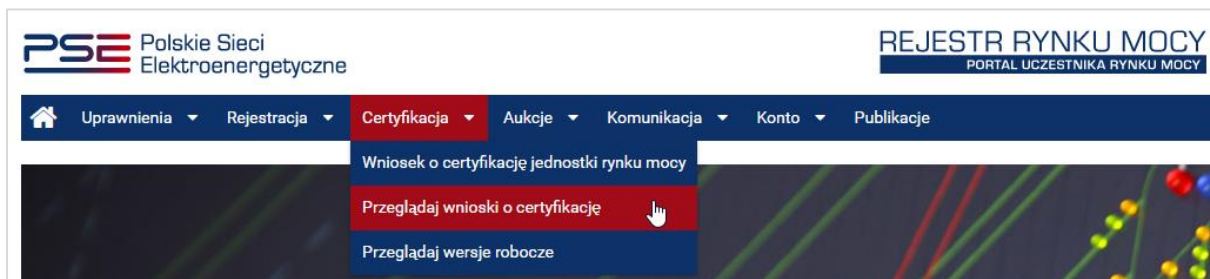 PSE Polskie Sieci
Elektroenergetyczne
REJESTR RYNKU MOCY
PORTAL UCZESTNIKA RYNKU MOCY
Uprawnienia Rejestracja Certyfikacja Aukcje Komunikacja Konto Publikacje
Wniosek o certyfikację jednostki rynku mocy
Przeglądaj wnioski o certyfikację
Przeglądaj wersje robocze